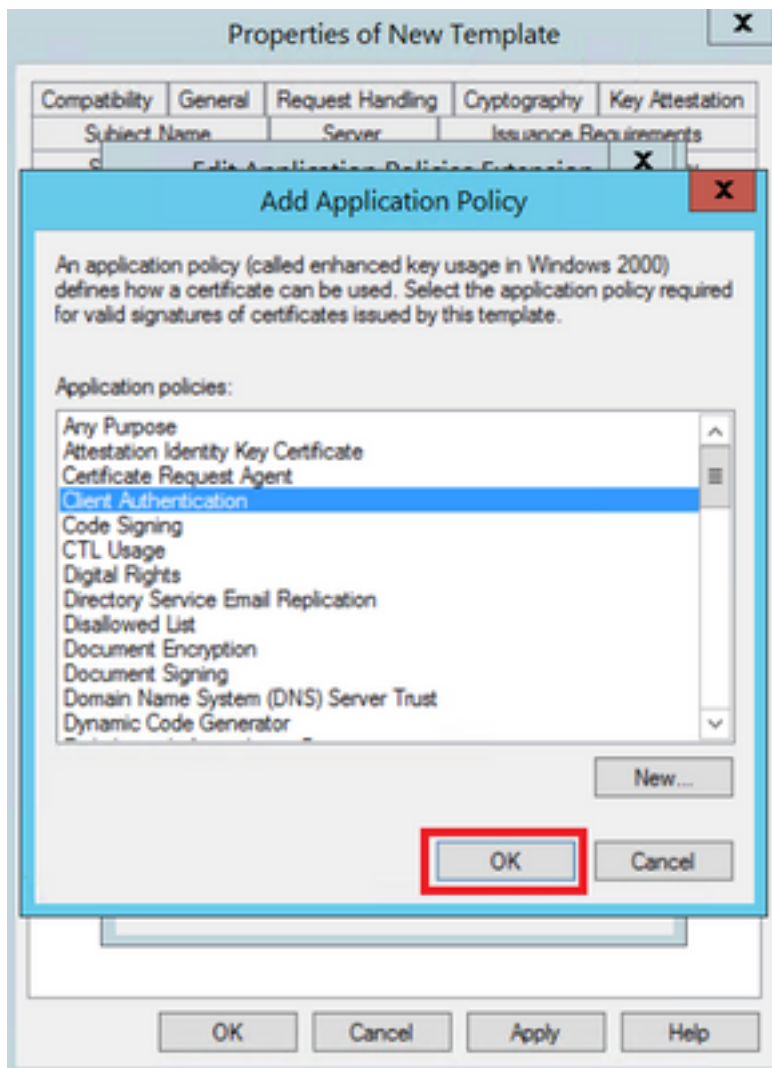 Properties of New Template
X
Compatibility General Request Handling Cryptography Key Attestation
Subject Name Server Issuance Requirements
Edit Application Policies Extension X
Add Application Policy X
An application policy (called enhanced key usage in Windows 2000)
defines how a certificate can be used. Select the application policy required
for valid signatures of certificates issued by this template.
Application policies:
Any Purpose
Attestation Identity Key Certificate
Certificate Request Agent
Client Authentication
Code Signing
CTL Usage
Digital Rights
Directory Service Email Replication
Disallowed List
Document Encryption
Document Signing
Domain Name System (DNS) Server Trust
Dynamic Code Generator
New...
OK Cancel
OK Cancel Apply Help